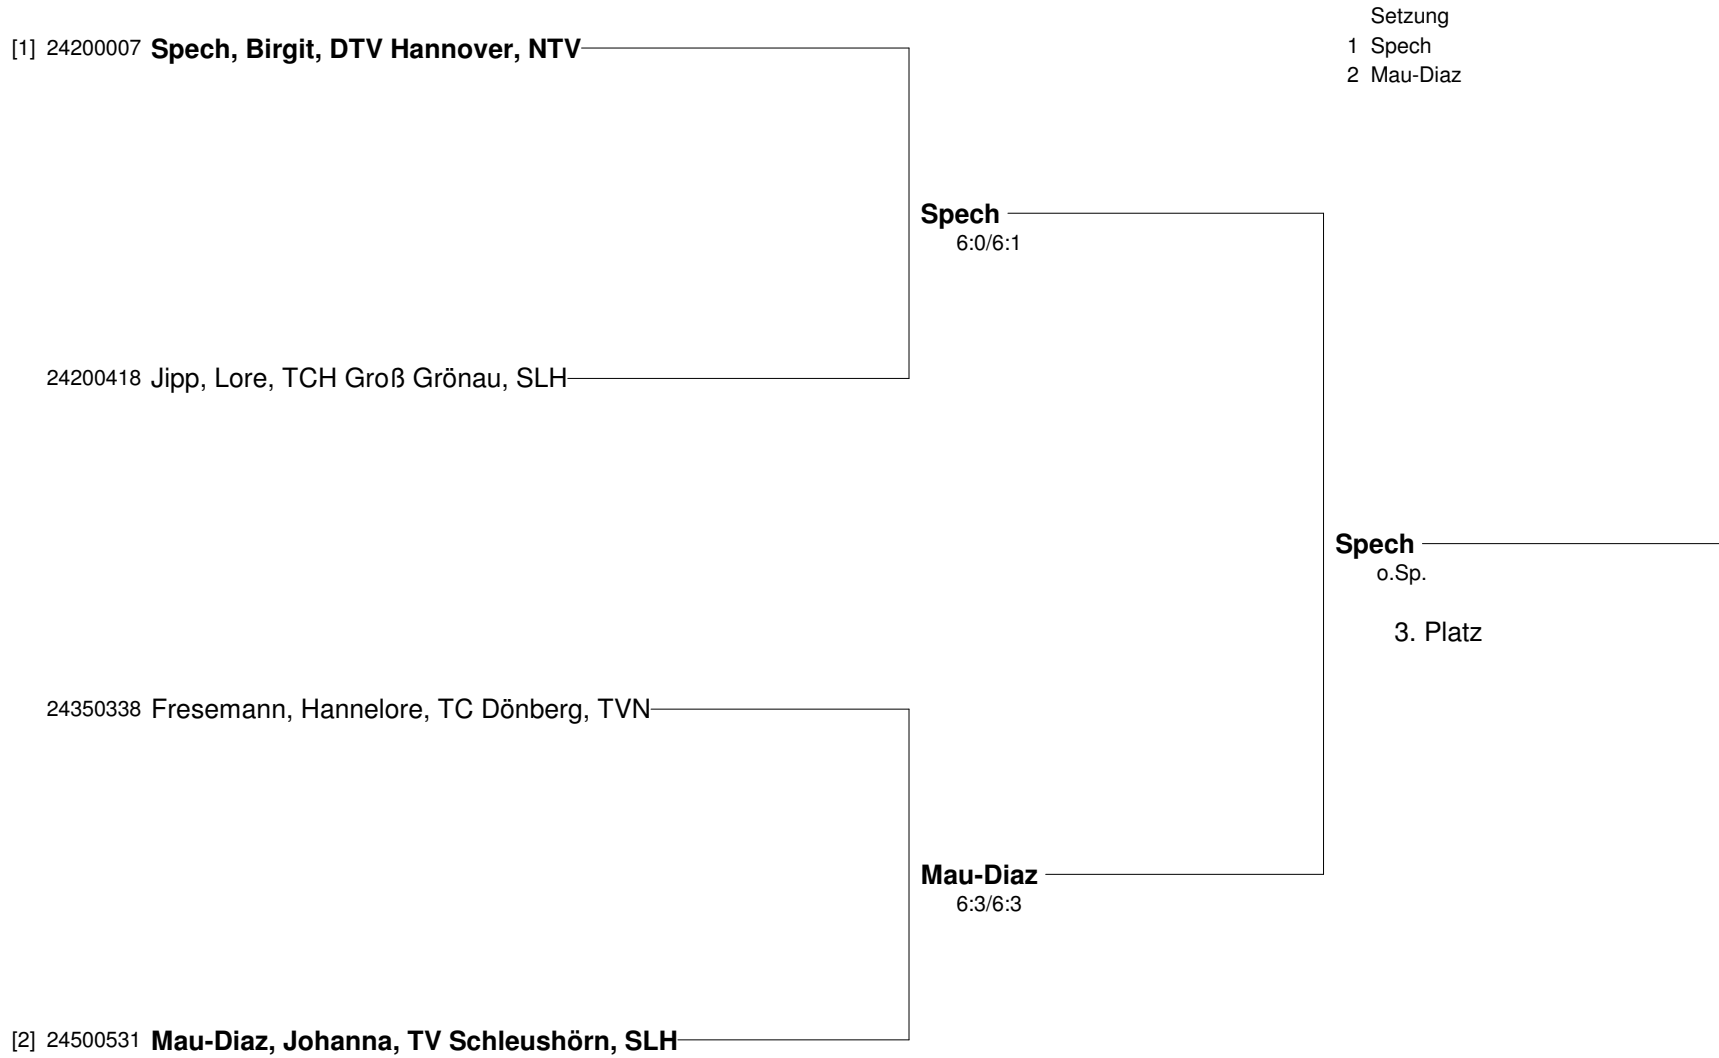 Setzung
[1] 24200007 Spech, Birgit, DTV Hannover, NTV
1 Spech
2 Mau-Diaz
Spech
6:0/6:1
24200418 Jipp, Lore, TCH Groß Grönau, SLH
Spech
o.Sp.
3. Platz
24350338 Fresemann, Hannelore, TC Dönberg, TVN
Mau-Diaz
6:3/6:3
[2] 24500531 Mau-Diaz, Johanna, TV Schleushörn, SLH